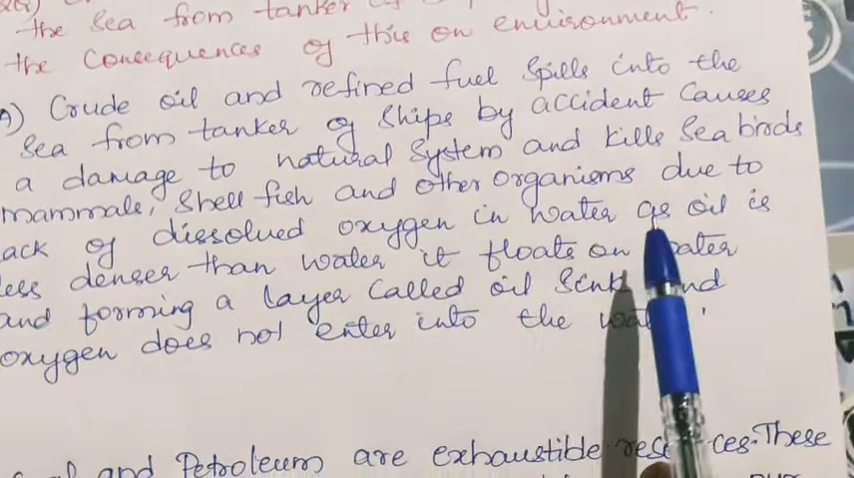 the sea from tanker of
the consequences of this on environment.
A) Crude oil and refined fuel spills into the
sea from tanker of ships by accident causes
a damage to natural system and kills sea birds
mammals, shell fish and other organisms due to
lack of dissolved oxygen in water as oil is
less denser than water it floats on water
and forming a layer called oil sink and
oxygen does not enter into the
and Petroleum are exhaustible These